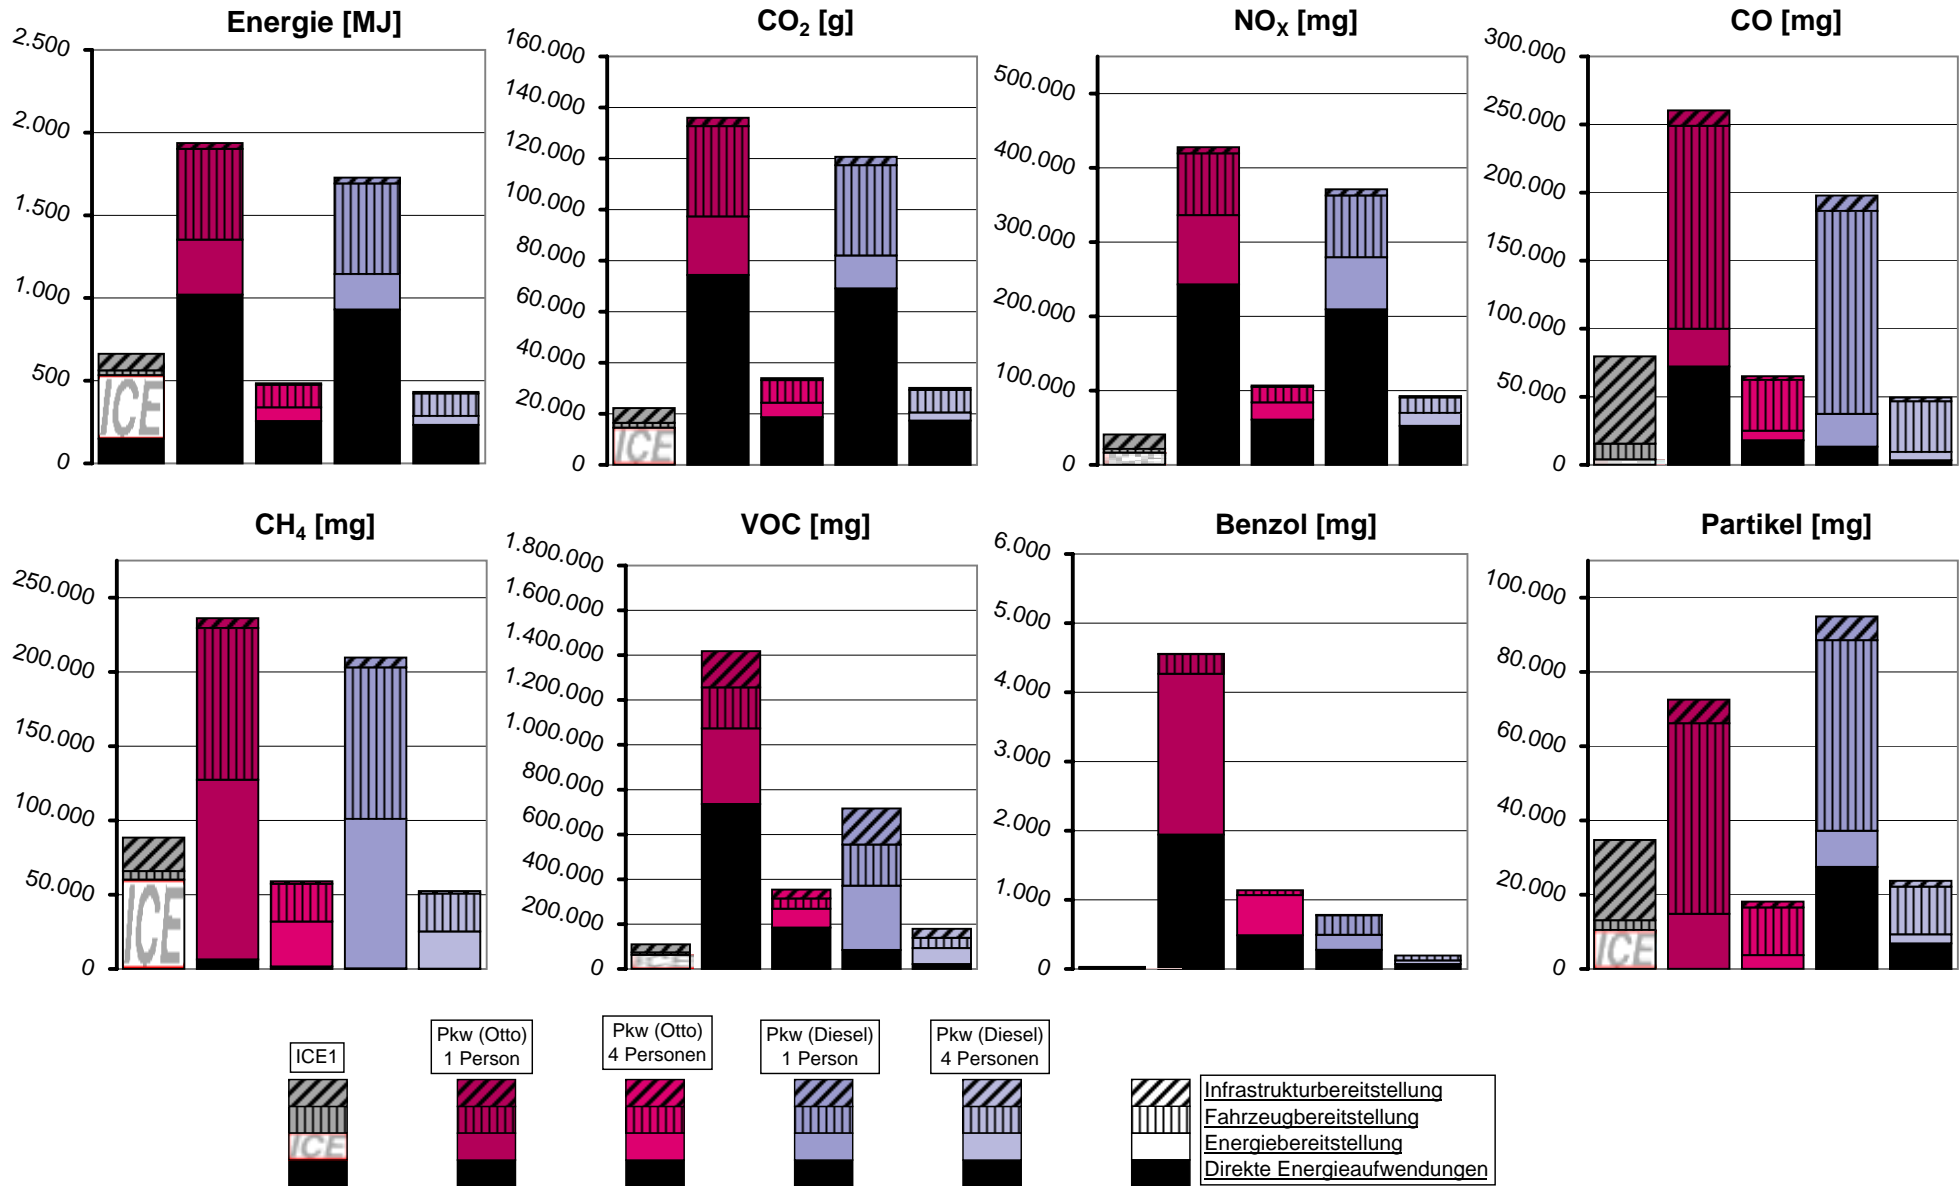 Energie [MJ]
2.500
2.000
1.500
1.000
500
0
ICE
CO₂ [g]
160.000
140.000
120.000
100.000
80.000
60.000
40.000
20.000
0
ICE
NOX [mg]
500.000
400.000
300.000
200.000
100.000
0
CO [mg]
300.000
250.000
200.000
150.000
100.000
50.000
0
CH₄ [mg]
250.000
200.000
150.000
100.000
50.000
0
ICE
VOC [mg]
1.800.000
1.600.000
1.400.000
1.200.000
1.000.000
800.000
600.000
400.000
200.000
0
Benzol [mg]
6.000
5.000
4.000
3.000
2.000
1.000
0
Partikel [mg]
100.000
80.000
60.000
40.000
20.000
0
ICE
ICE1
Pkw (Otto)
1 Person
Pkw (Otto)
4 Personen
Pkw (Diesel)
1 Person
Pkw (Diesel)
4 Personen
ICE
Infrastrukturbereitstellung
Fahrzeugbereitstellung
Energiebereitstellung
Direkte Energieaufwendungen